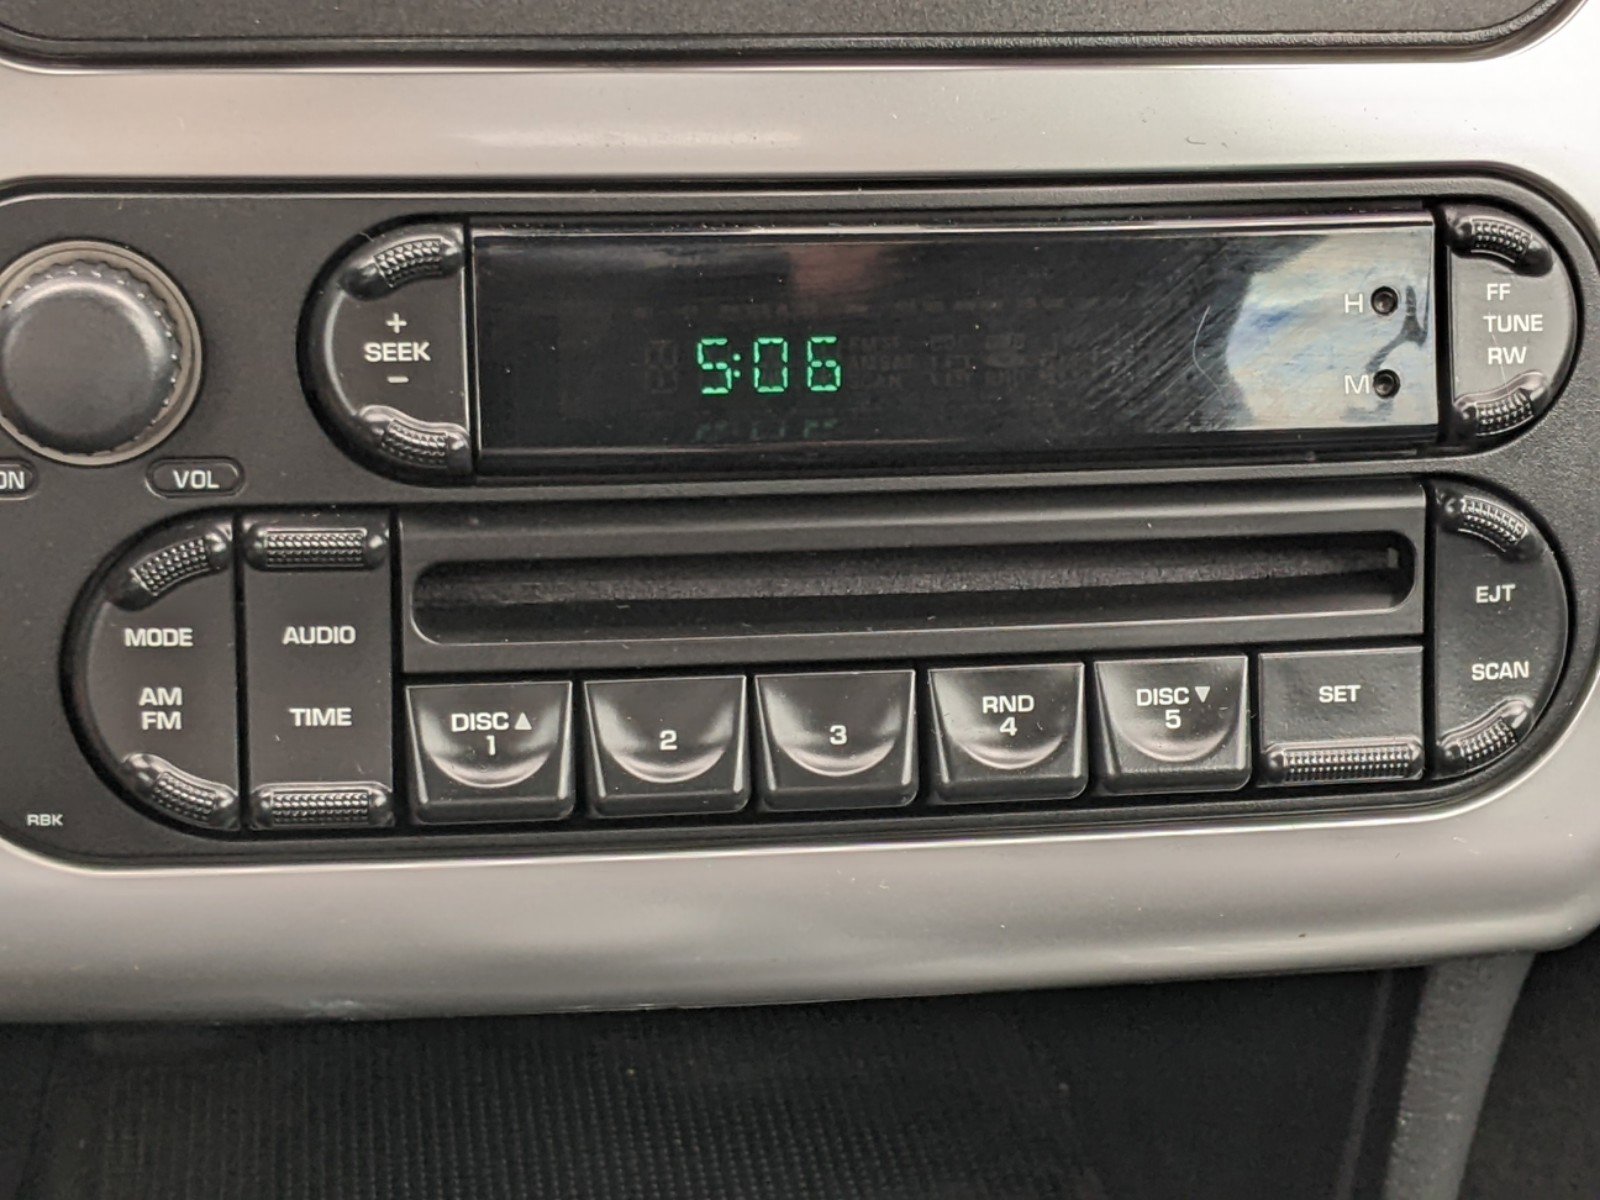 +
SEEK
−
5:06
H
M
FF
TUNE
RW
ON
VOL
MODE
AM
FM
AUDIO
TIME
DISC▲
1
2
3
RND
4
DISC▼
5
SET
EJT
SCAN
RBK